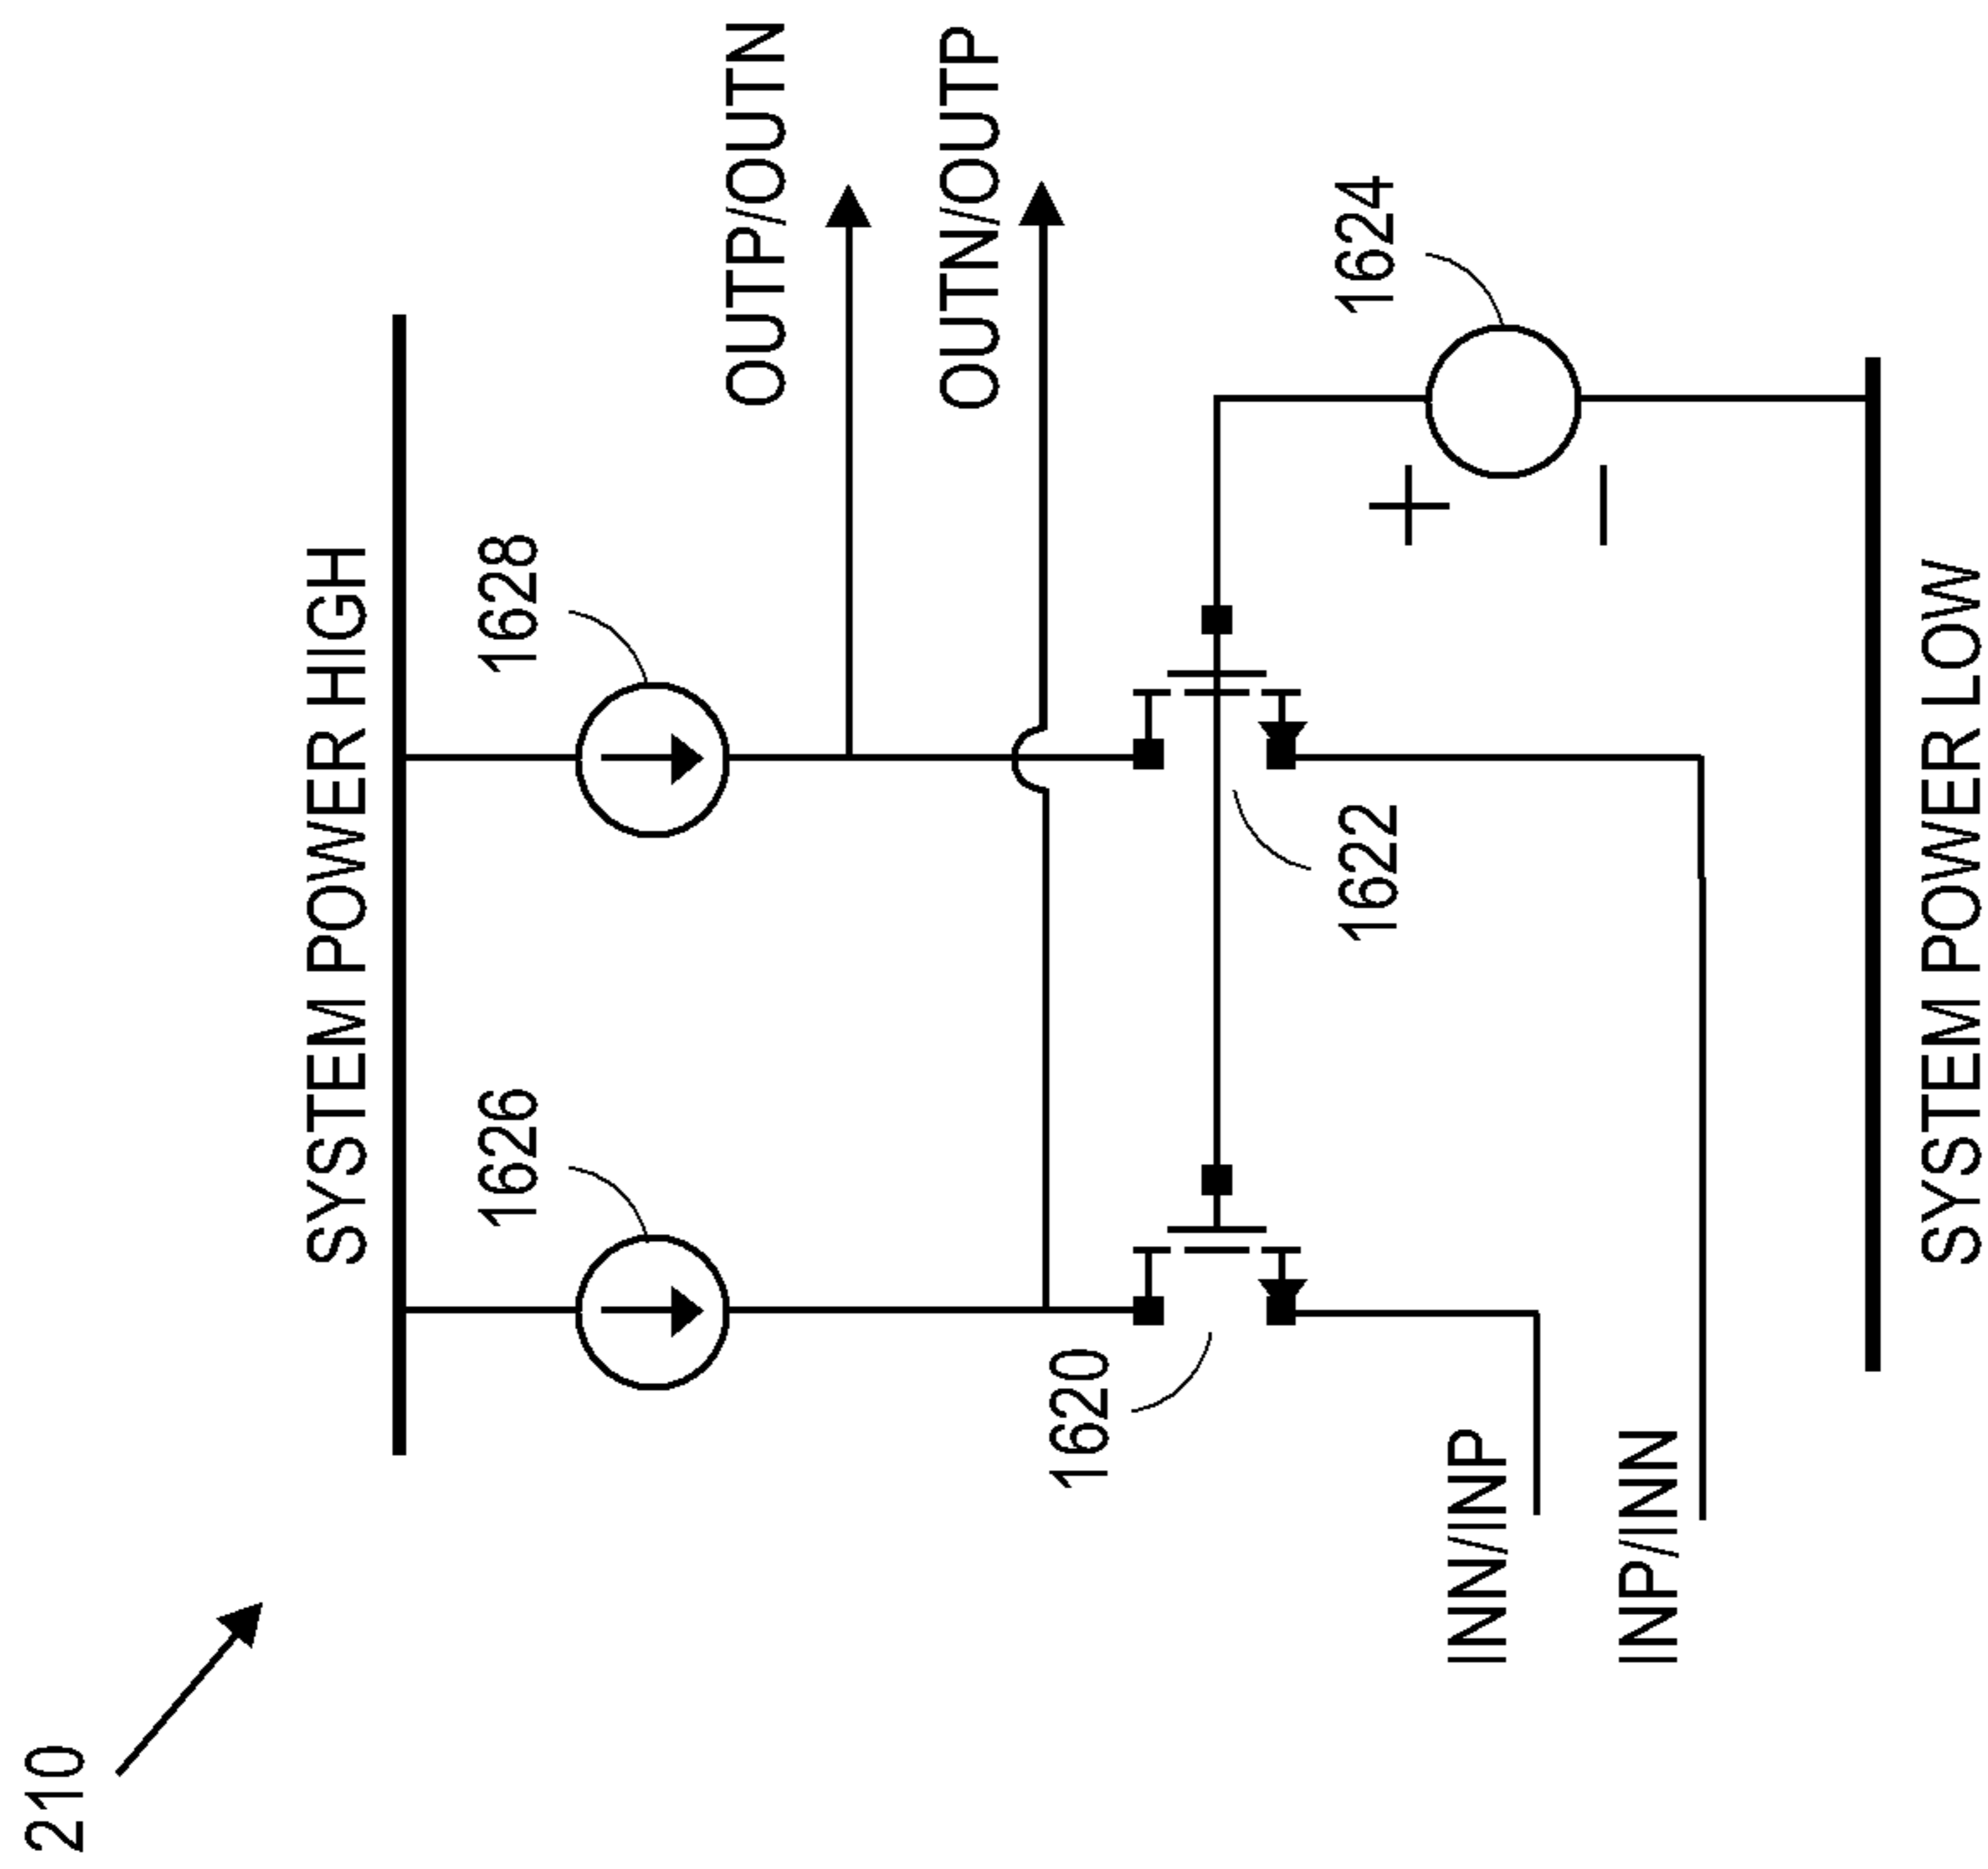 210
SYSTEM POWER HIGH
1626
1628
OUTP/OUTN
OUTN/OUTP
1620
1622
1624
INN/INP
INP/INN
+
−
SYSTEM POWER LOW